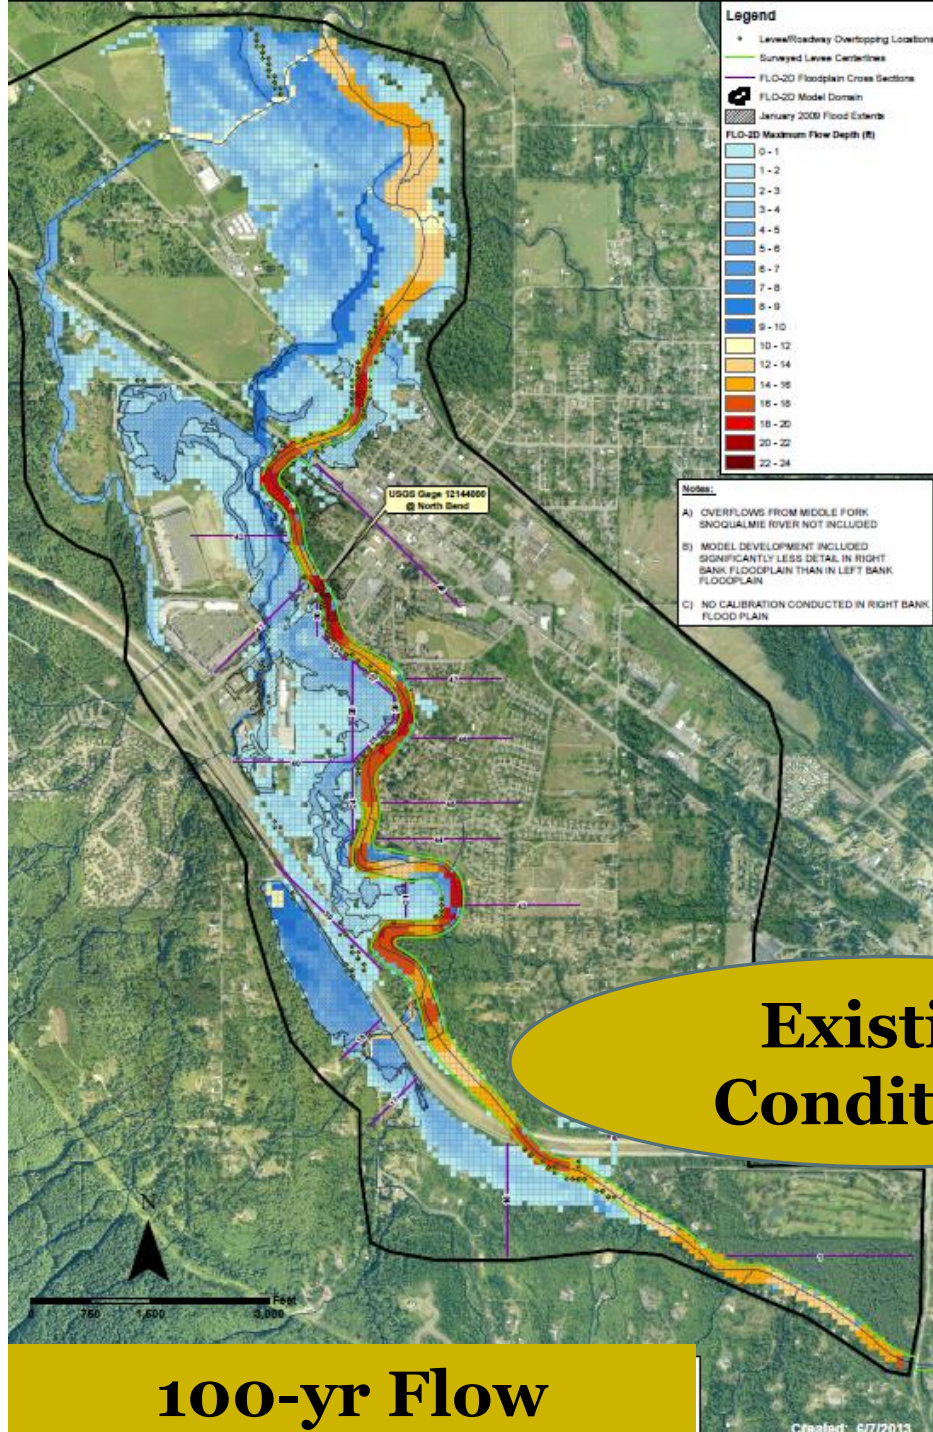 Legend
Levee/Roadway Overtopping Locations
Surveyed Levee Centerlines
FLO-2D Floodplain Cross Sections
FLO-2D Model Domain
January 2009 Flood Extents
FLO-2D Maximum Flow Depth (ft)
0 - 1
1 - 2
2 - 3
3 - 4
4 - 5
5 - 6
6 - 7
7 - 8
8 - 9
9 - 10
10 - 12
12 - 14
14 - 16
16 - 18
18 - 20
20 - 22
22 - 24
Notes:
A) OVERFLOWS FROM MIDDLE FORK
SNOQUALMIE RIVER NOT INCLUDED
B) MODEL DEVELOPMENT INCLUDED
SIGNIFICANTLY LESS DETAIL IN RIGHT
BANK FLOODPLAIN THAN IN LEFT BANK
FLOODPLAIN
C) NO CALIBRATION CONDUCTED IN RIGHT BANK
FLOOD PLAIN
USGS Gage 12144000
@ North Bend
Existi
Condit
N
Feet
0 750 1,500 3,000
100-yr Flow
Created: 6/7/2013